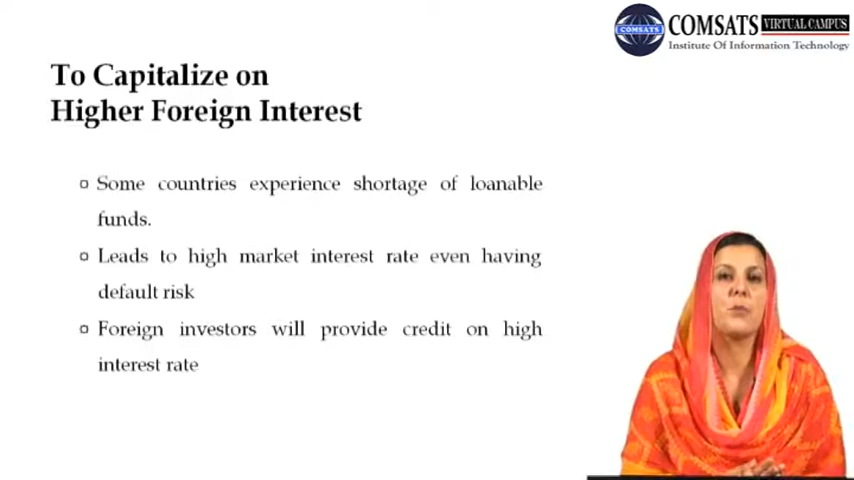 COMSATS VIRTUAL CAMPUS
COMSATS
Institute Of Information Technology
To Capitalize on
Higher Foreign Interest
Some countries experience shortage of loanable
funds.
Leads to high market interest rate even having
default risk
Foreign investors will provide credit on high
interest rate